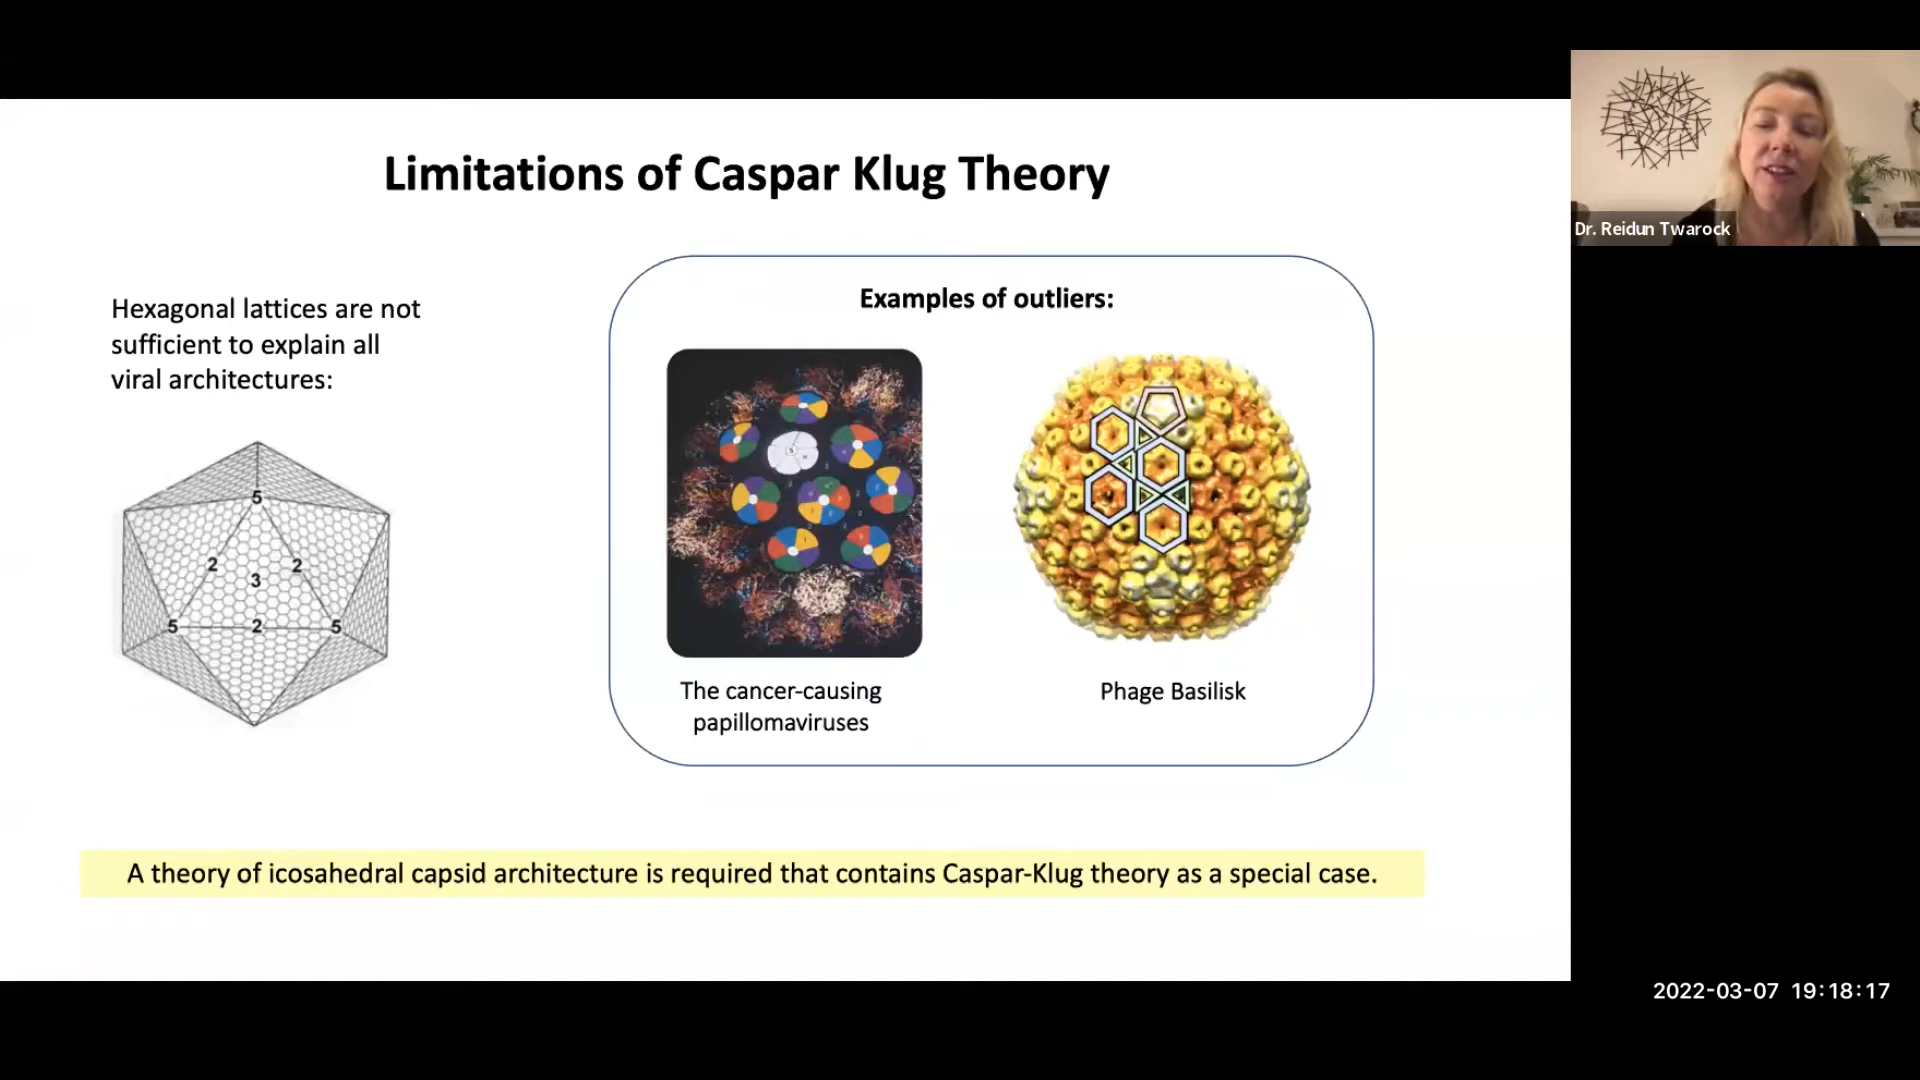 Limitations of Caspar Klug Theory
Hexagonal lattices are not
sufficient to explain all
viral architectures:
5
2
2
3
5
2
5
Examples of outliers:
The cancer-causing
papillomaviruses
Phage Basilisk
A theory of icosahedral capsid architecture is required that contains Caspar-Klug theory as a special case.
Dr. Reidun Twarock
2022-03-07 19:18:17